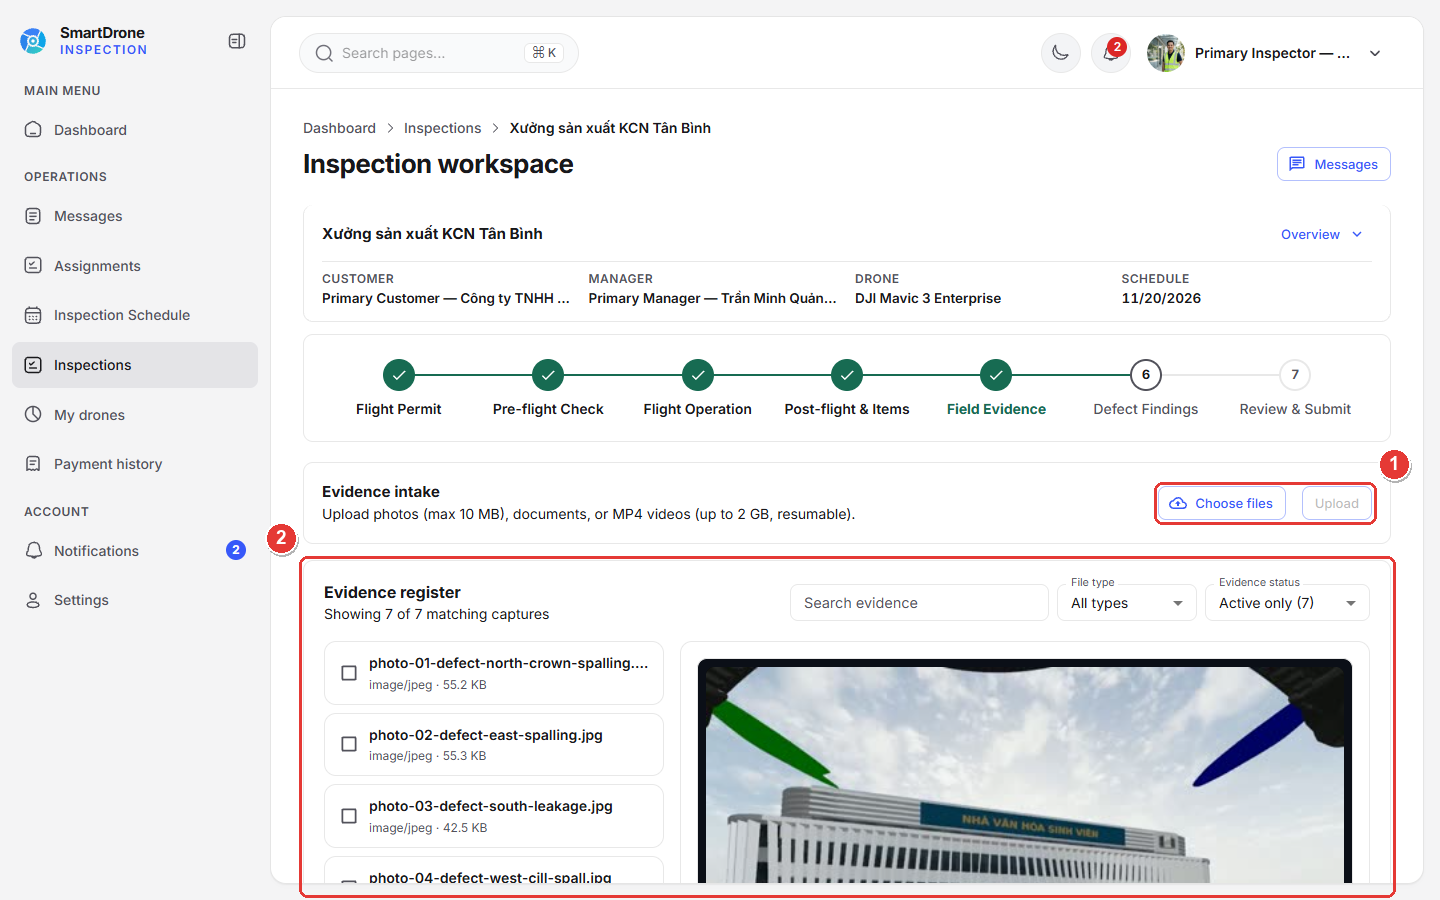 SmartDrone
INSPECTION
MAIN MENU
Dashboard
OPERATIONS
Messages
Assignments
Inspection Schedule
Inspections
My drones
Payment history
ACCOUNT
Notifications
2
Settings
Search pages...
⌘ K
2
Primary Inspector — ...
Dashboard > Inspections > Xưởng sản xuất KCN Tân Bình
Inspection workspace
Messages
Xưởng sản xuất KCN Tân Bình
Overview
CUSTOMER
Primary Customer — Công ty TNHH ...
MANAGER
Primary Manager — Trần Minh Quân...
DRONE
DJI Mavic 3 Enterprise
SCHEDULE
11/20/2026
6
7
Flight Permit
Pre-flight Check
Flight Operation
Post-flight & Items
Field Evidence
Defect Findings
Review & Submit
1
Evidence intake
Upload photos (max 10 MB), documents, or MP4 videos (up to 2 GB, resumable).
Choose files
Upload
2
Evidence register
Showing 7 of 7 matching captures
Search evidence
File type
All types
Evidence status
Active only (7)
photo-01-defect-north-crown-spalling....
image/jpeg · 55.2 KB
photo-02-defect-east-spalling.jpg
image/jpeg · 55.3 KB
photo-03-defect-south-leakage.jpg
image/jpeg · 42.5 KB
photo-04-defect-west-cill-spall.jpg
NHÀ VĂN HÓA SINH VIÊN